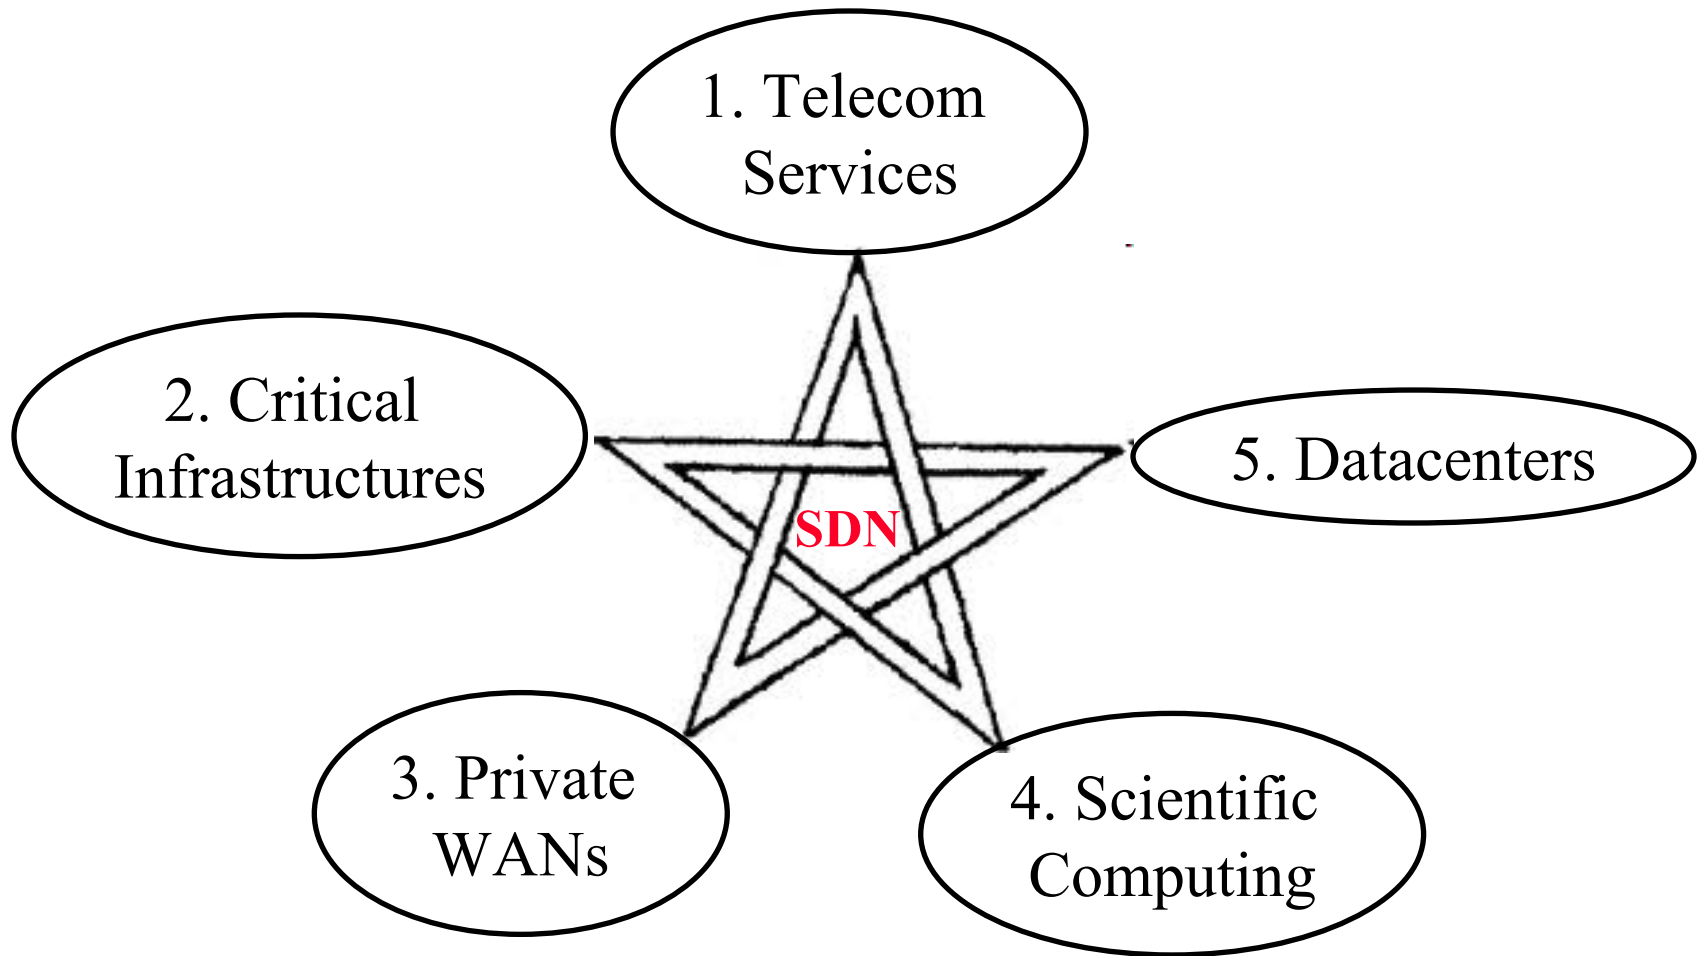 1. Telecom
Services
2. Critical
Infrastructures
5. Datacenters
SDN
3. Private
WANs
4. Scientific
Computing